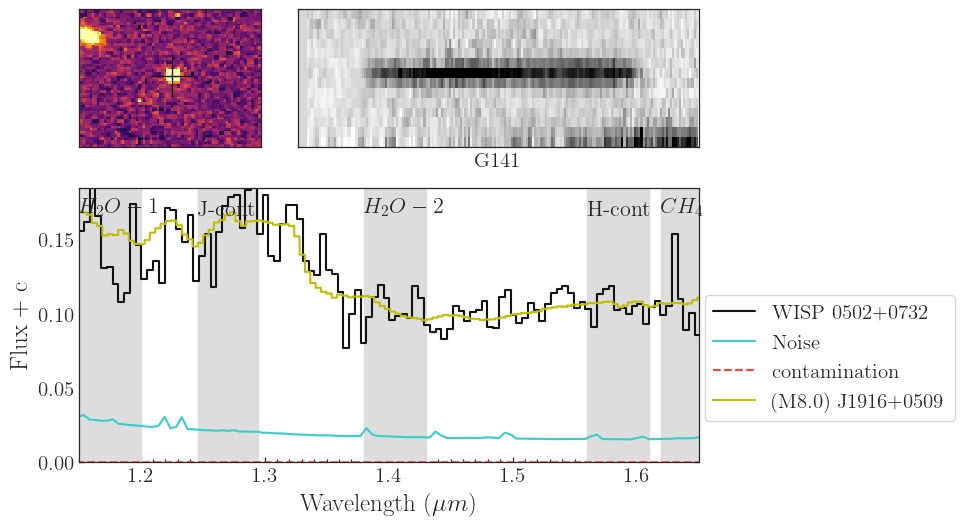 G141
H₂O − 1
J-cont
H₂O − 2
H-cont
CH₄
0.15
0.10
0.05
0.00
Flux + c
1.2
1.3
1.4
1.5
1.6
Wavelength (μm)
WISP 0502+0732
Noise
contamination
(M8.0) J1916+0509